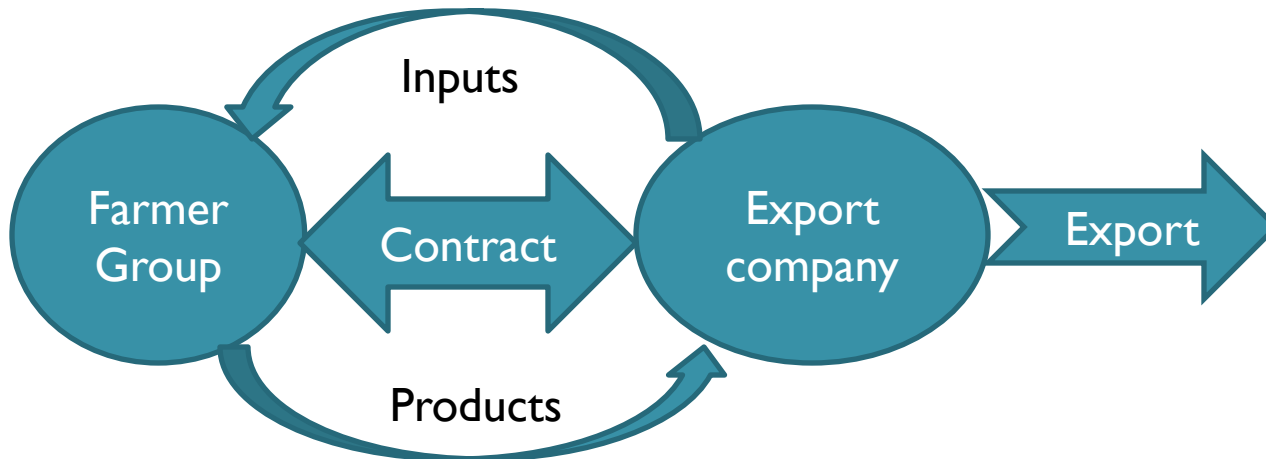 Inputs
Farmer
Group
Contract
Export
company
Export
Products